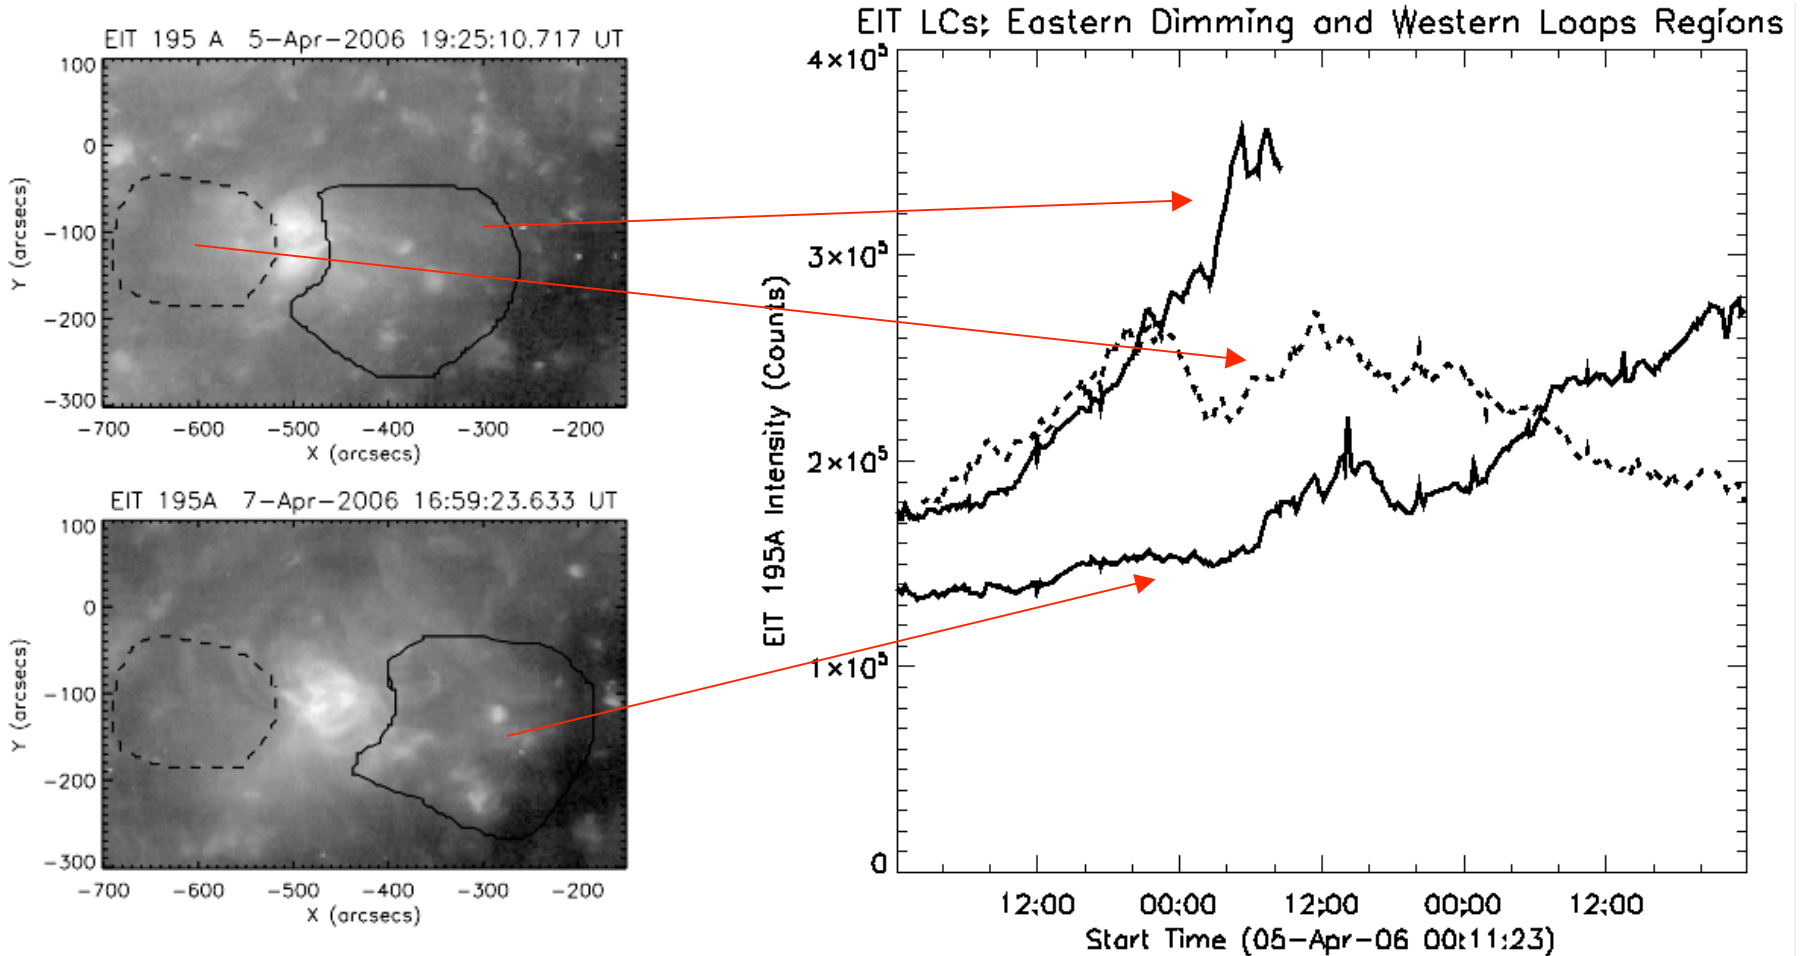 EIT 195 A 5-Apr-2006 19:25:10.717 UT
100
0
-100
-200
-300
Y (arcsecs)
-700 -600 -500 -400 -300 -200
X (arcsecs)
EIT 195A 7-Apr-2006 16:59:23.633 UT
100
0
-100
-200
-300
Y (arcsecs)
-700 -600 -500 -400 -300 -200
X (arcsecs)
EIT LCs; Eastern Dimming and Western Loops Regions
4×10⁵
3×10⁵
2×10⁵
1×10⁵
0
EIT 195A Intensity (Counts)
12:00 00:00 12:00 00:00 12:00
Start Time (05-Apr-06 00:11:23)